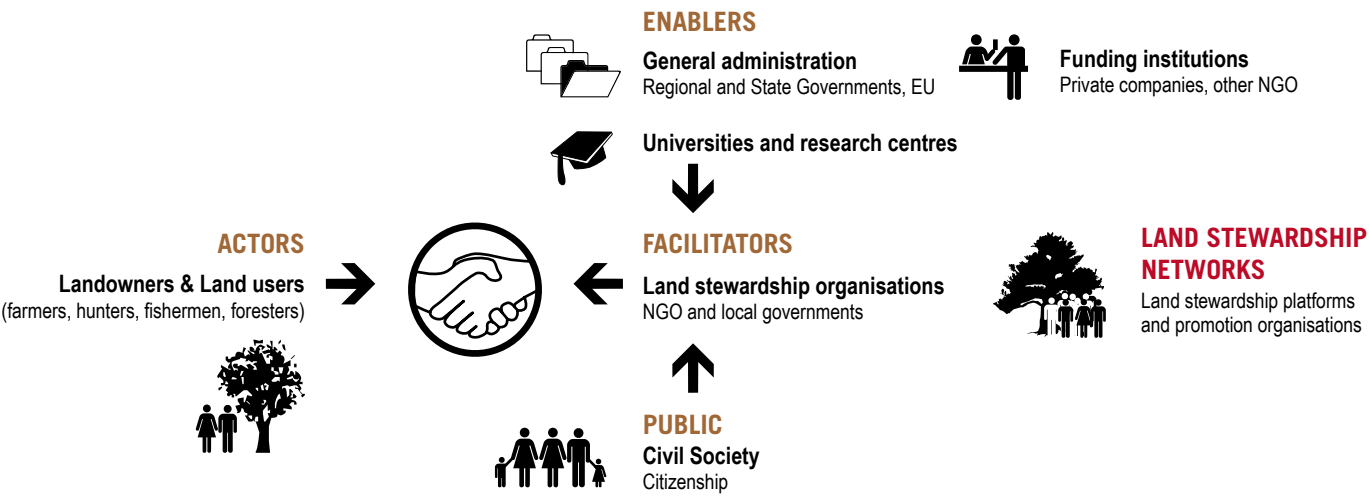 ENABLERS
General administration
Regional and State Governments, EU
Funding institutions
Private companies, other NGO
Universities and research centres
ACTORS
Landowners & Land users
(farmers, hunters, fishermen, foresters)
FACILITATORS
Land stewardship organisations
NGO and local governments
LAND STEWARDSHIP
NETWORKS
Land stewardship platforms
and promotion organisations
PUBLIC
Civil Society
Citizenship